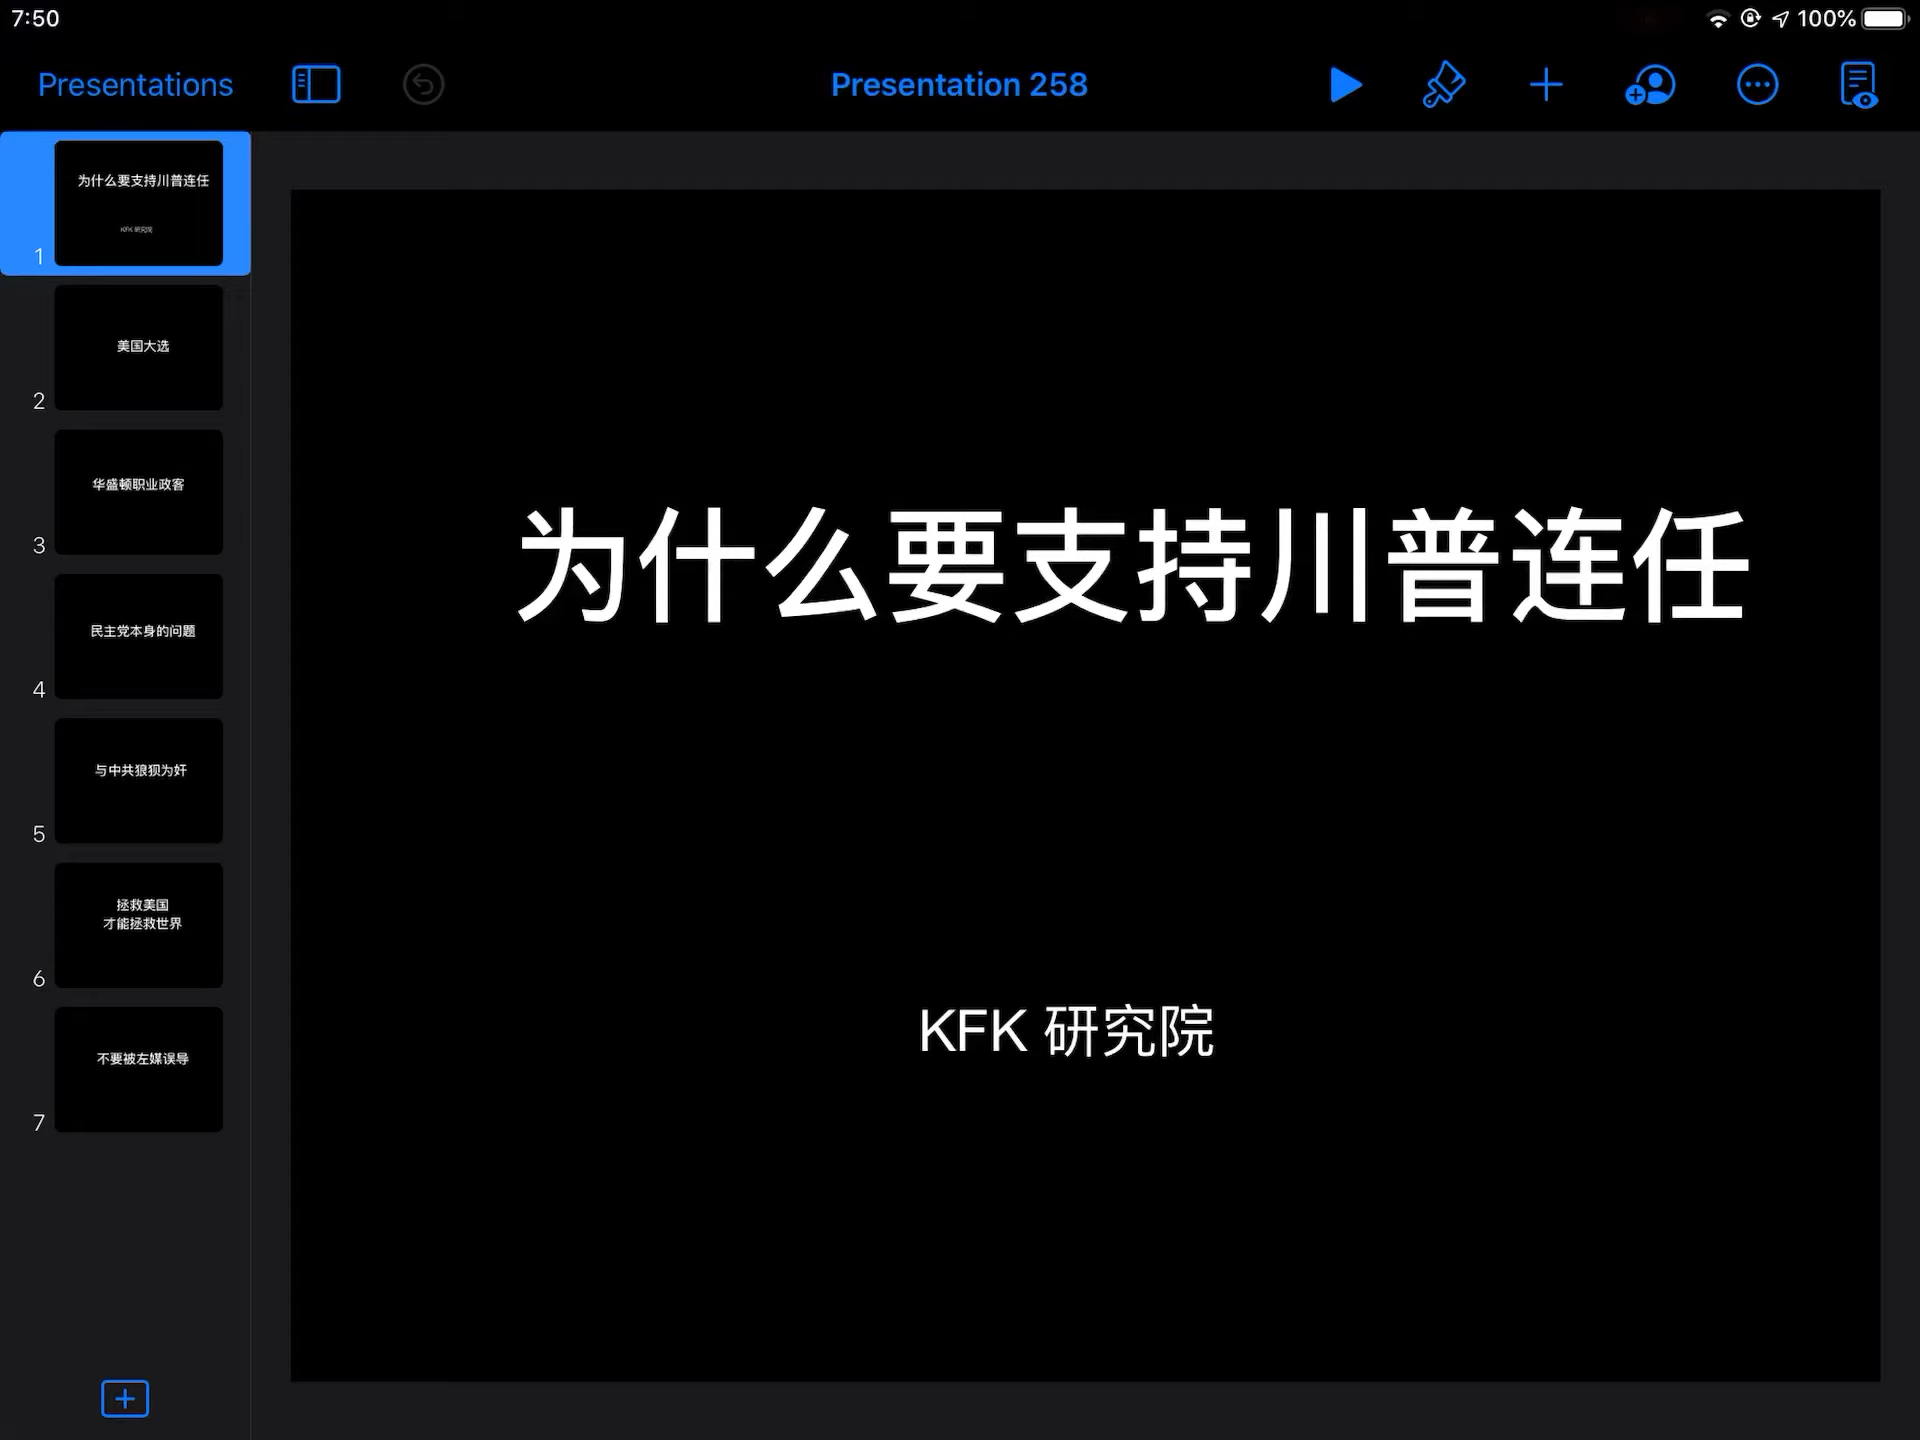 7:50
100%
Presentations
Presentation 258
为什么要支持川普连任
KFK 研究院
1
美国大选
2
华盛顿职业政客
3
民主党本身的问题
4
与中共狼狈为奸
5
拯救美国
才能拯救世界
6
不要被左媒误导
7
为什么要支持川普连任
KFK 研究院